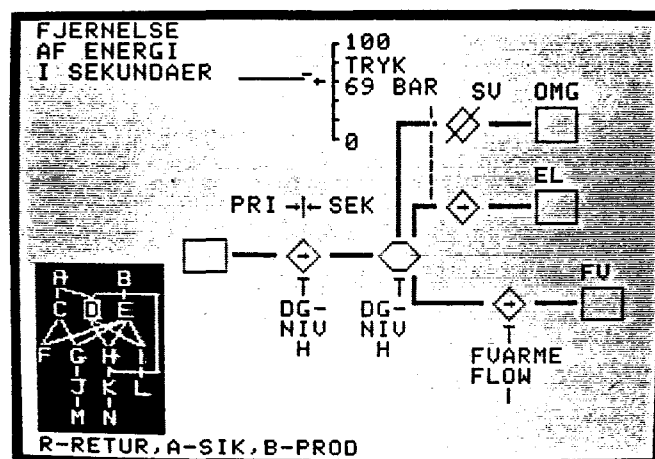 FJERNELSE
AF ENERGI
I SEKUNDAER
100
TRYK
69 BAR
0
SV OMG
EL
PRI SEK
FV
T T T
DG- DG- FVARME
NIV NIV FLOW
H H I
A B
C D E
F G H I
J K L
M N
R-RETUR,A-SIK,B-PROD